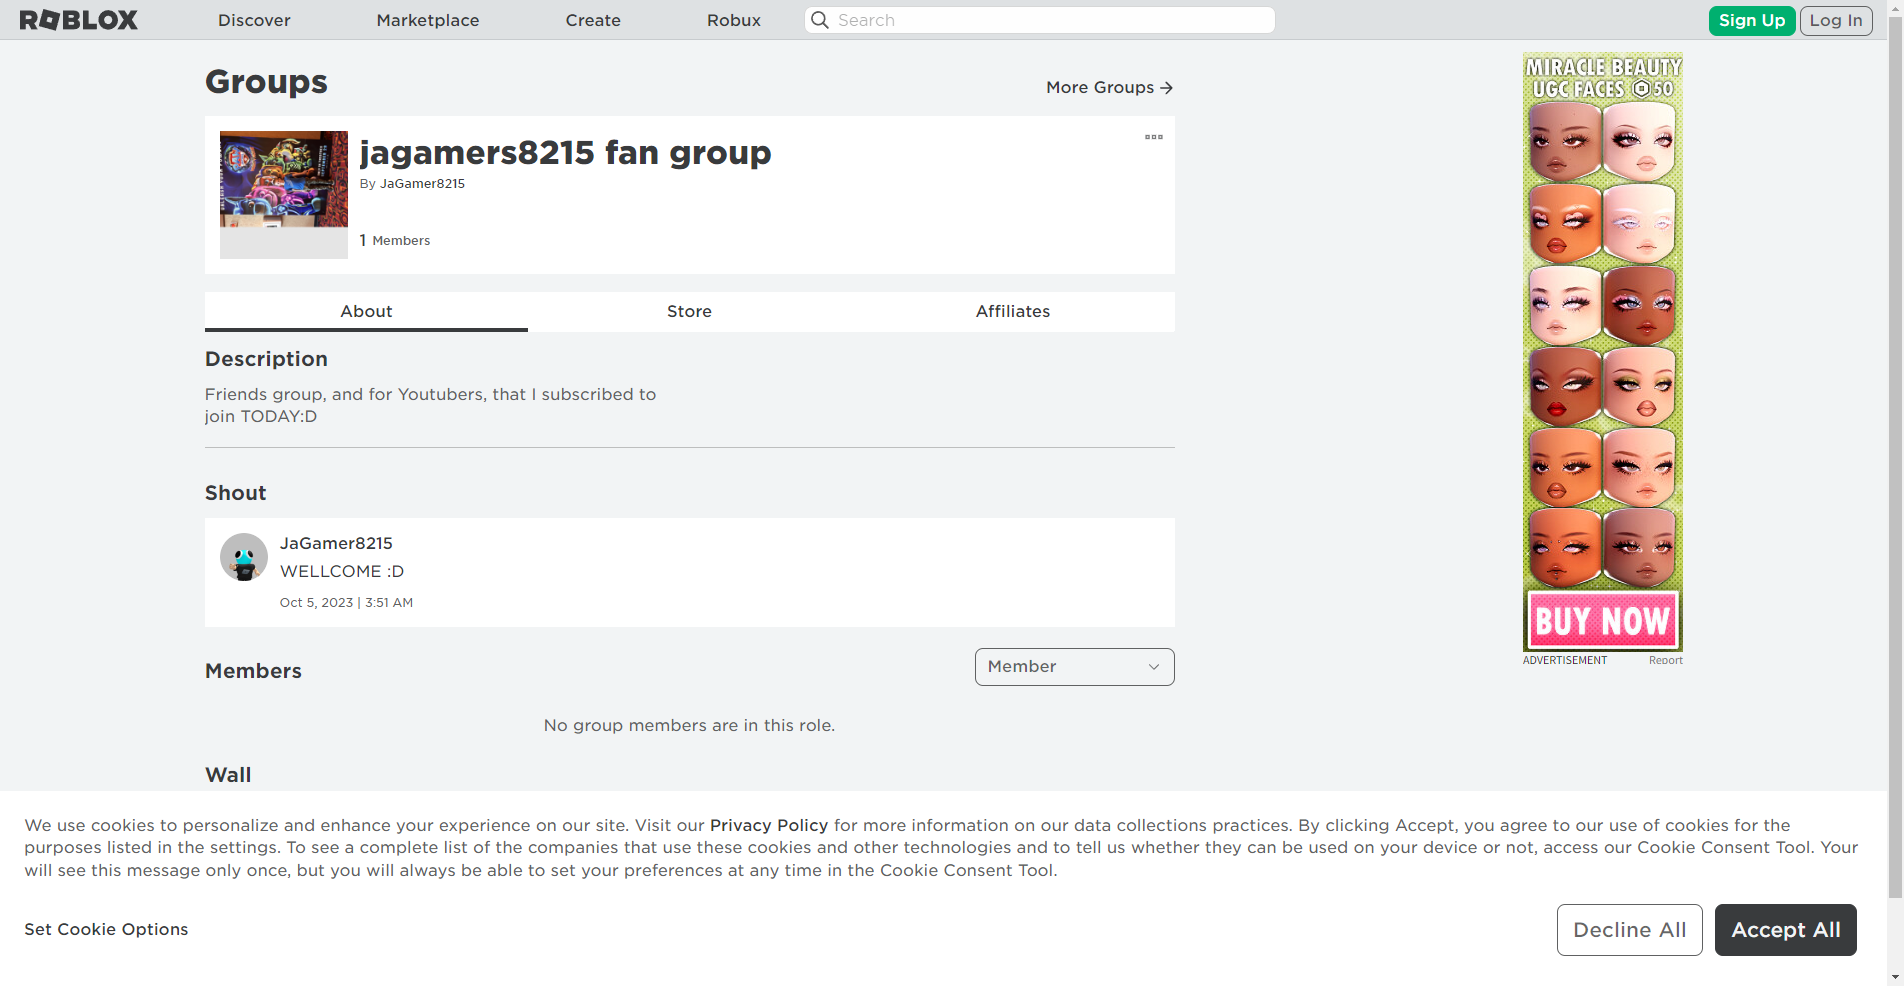 ROBLOX
Discover
Marketplace
Create
Robux
Search
Sign Up
Log In
Groups
More Groups
jagamers8215 fan group
By JaGamer8215
1 Members
About
Store
Affiliates
Description
Friends group, and for Youtubers, that I subscribed to
join TODAY:D
Shout
JaGamer8215
WELLCOME :D
Oct 5, 2023 | 3:51 AM
Members
Member
No group members are in this role.
Wall
MIRACLE BEAUTY
UGC FACES 50
BUY NOW
ADVERTISEMENT
Report
We use cookies to personalize and enhance your experience on our site. Visit our Privacy Policy for more information on our data collections practices. By clicking Accept, you agree to our use of cookies for the
purposes listed in the settings. To see a complete list of the companies that use these cookies and other technologies and to tell us whether they can be used on your device or not, access our Cookie Consent Tool. Your
will see this message only once, but you will always be able to set your preferences at any time in the Cookie Consent Tool.
Set Cookie Options
Decline All
Accept All